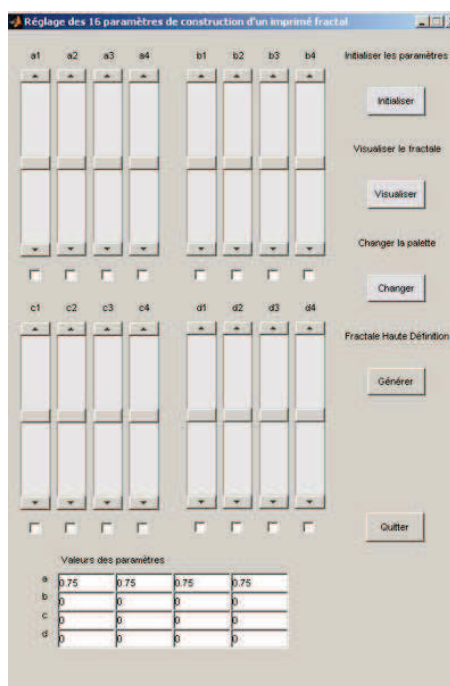 Réglage des 16 paramètres de construction d'un imprimé fractal
a1 a2 a3 a4 b1 b2 b3 b4 Initialiser les paramètres
Initialiser
Visualiser le fractale
Visualiser
Changer la palette
Changer
c1 c2 c3 c4 d1 d2 d3 d4
Fractale Haute Définition
Générer
Quitter
Valeurs des paramètres
a 0.75 0.75 0.75 0.75
b 0 0 0 0
c 0 0 0 0
d 0 0 0 0